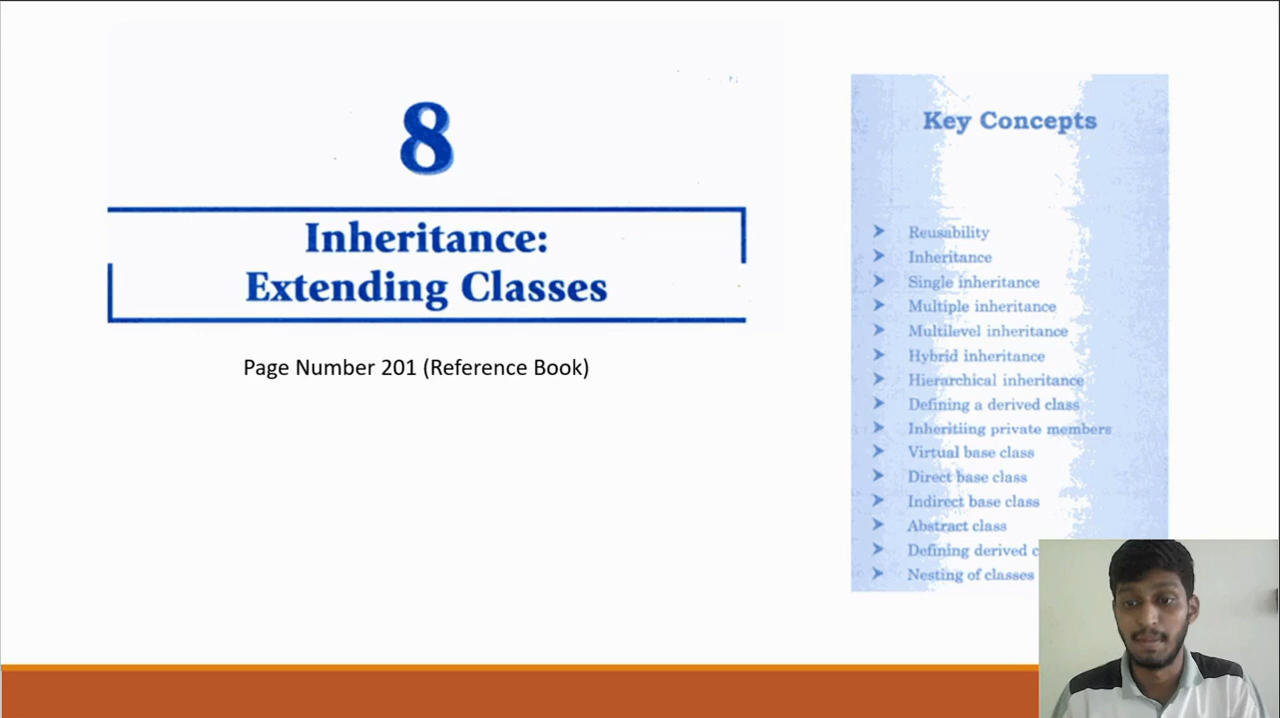 8
Inheritance:
Extending Classes
Page Number 201 (Reference Book)
Key Concepts
Reusability
Inheritance
Single inheritance
Multiple inheritance
Multilevel inheritance
Hybrid inheritance
Hierarchical inheritance
Defining a derived class
Inheritiing private members
Virtual base class
Direct base class
Indirect base class
Abstract class
Defining derived
Nesting of classes